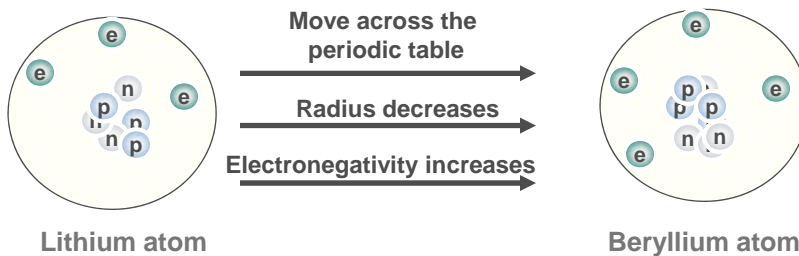 Move across the
periodic table
Radius decreases
Electronegativity increases
e
e
e
n
p
n
p
n
p
Lithium atom
e
e
e
e
p
p
p
n
n
Beryllium atom